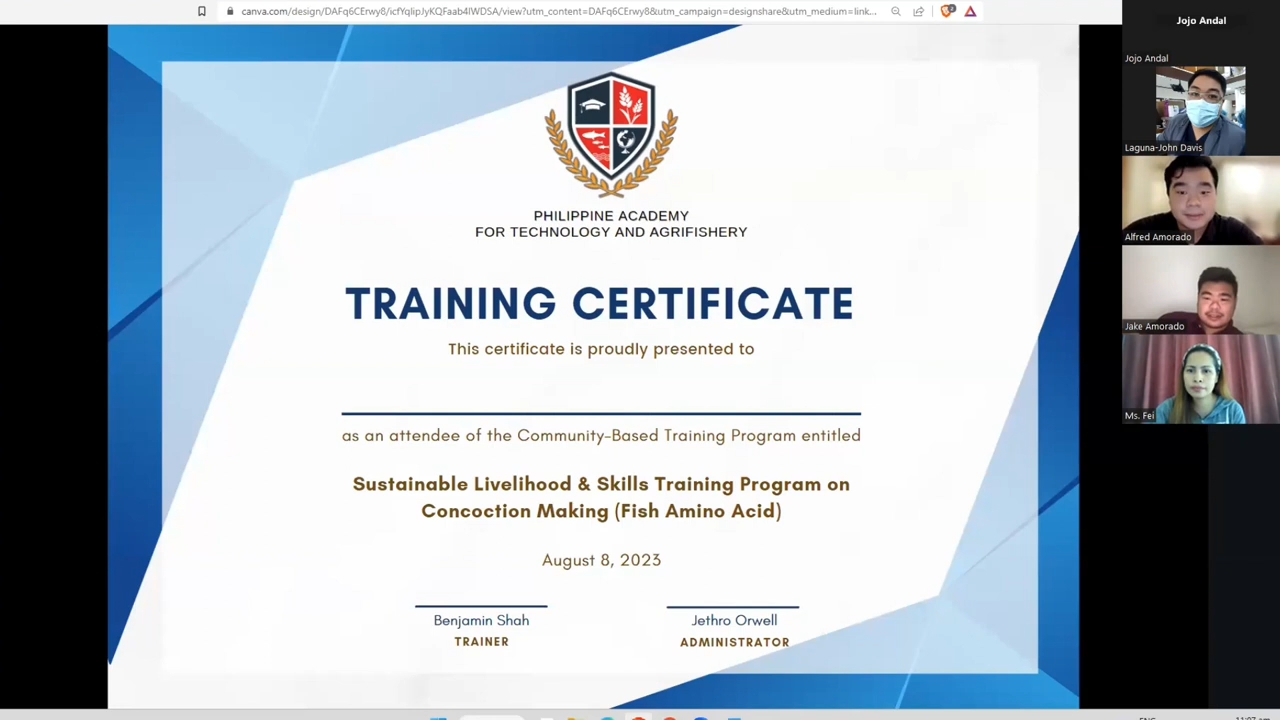 canva.com/design/DAFq6CErwy8/icfYqlipJyKQFaab4IWDSA/view?utm_content=DAFq6CErwy8&utm_campaign=designshare&utm_medium=link...
2
PHILIPPINE ACADEMY
FOR TECHNOLOGY AND AGRIFISHERY
TRAINING CERTIFICATE
This certificate is proudly presented to
as an attendee of the Community-Based Training Program entitled
Sustainable Livelihood & Skills Training Program on
Concoction Making (Fish Amino Acid)
August 8, 2023
Benjamin Shah
TRAINER
Jethro Orwell
ADMINISTRATOR
Jojo Andal
Jojo Andal
Laguna-John Davis
Alfred Amorado
Jake Amorado
Ms. Fei